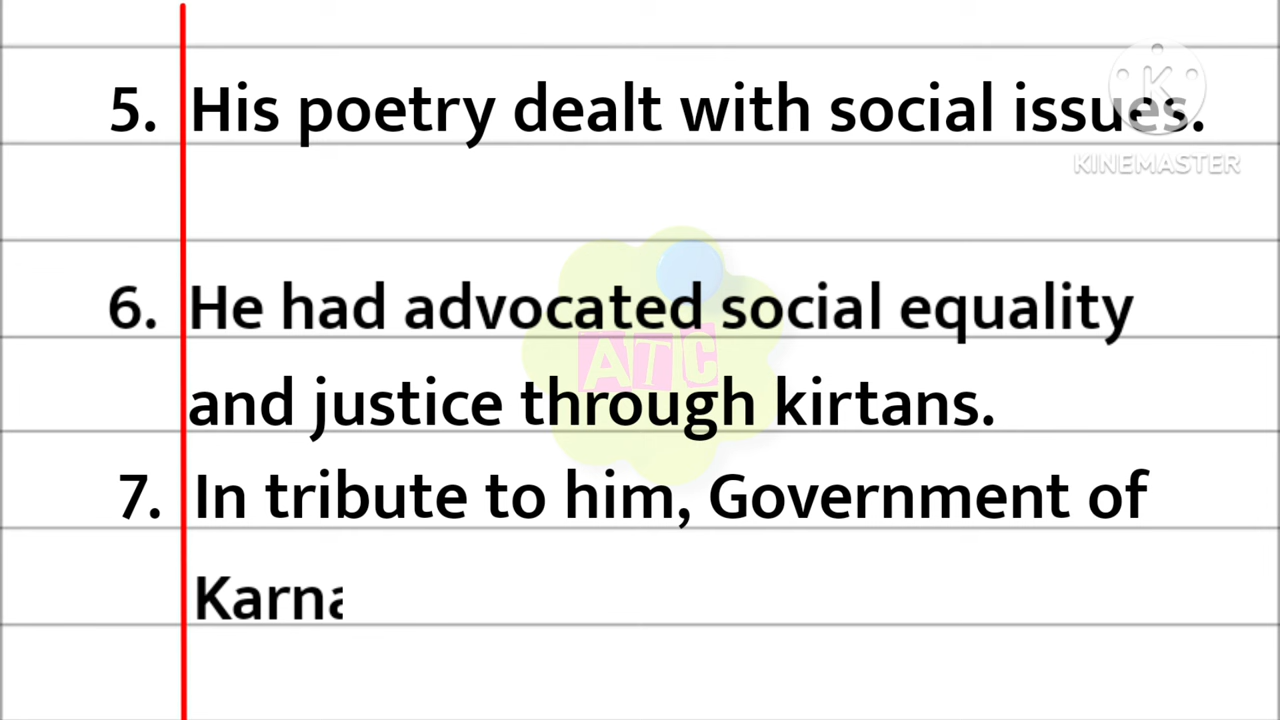 5. His poetry dealt with social issues.
KINEMASTER
6. He had advocated social equality
ATC
and justice through kirtans.
7. In tribute to him, Government of
Karna